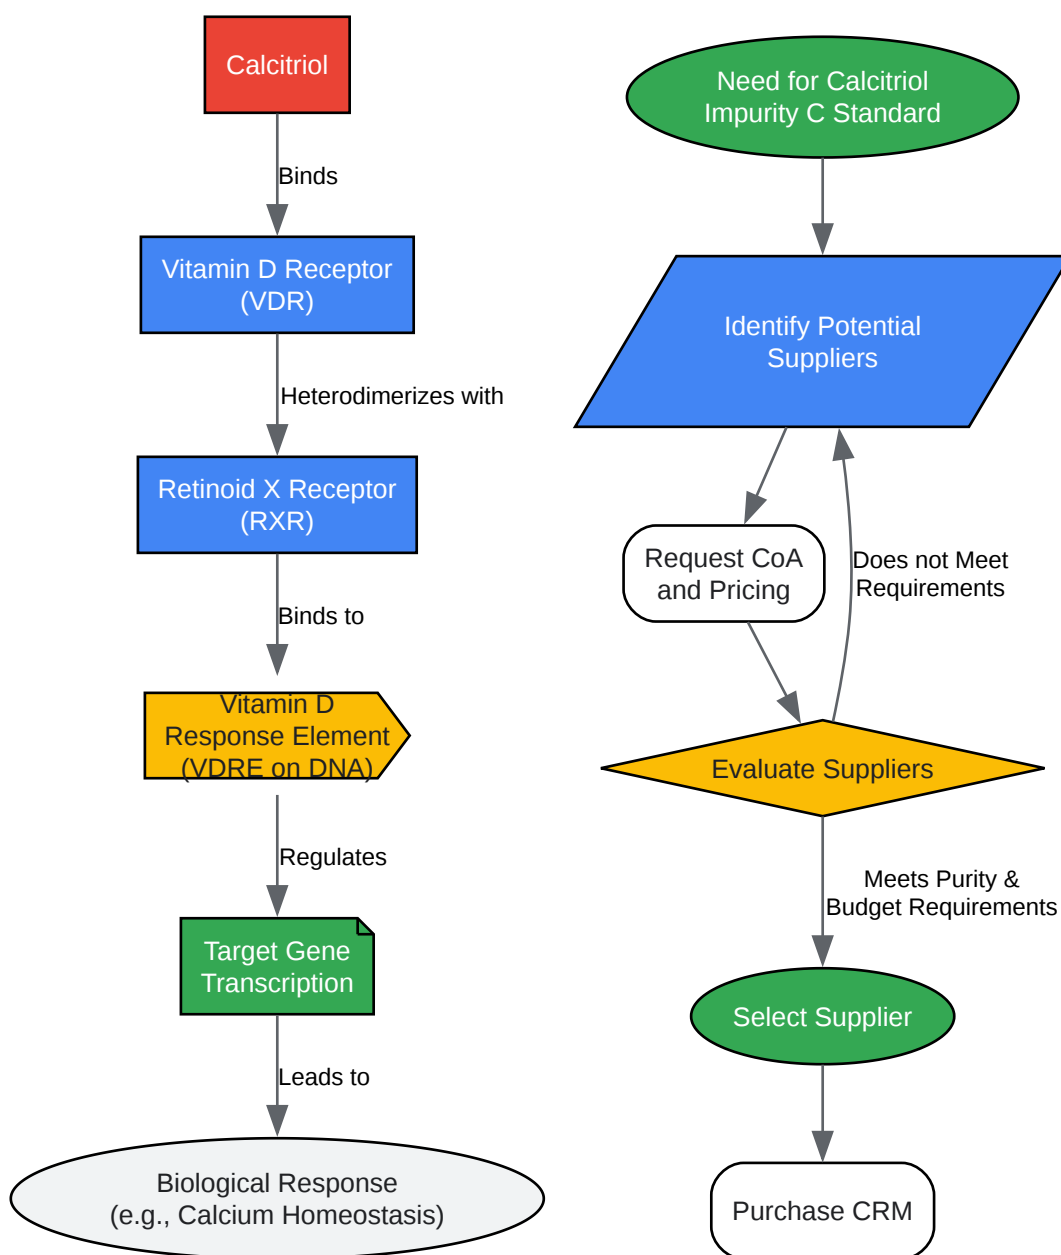 Calcitriol
Binds
Vitamin D Receptor
(VDR)
Heterodimerizes with
Retinoid X Receptor
(RXR)
Binds to
Vitamin D
Response Element
(VDRE on DNA)
Regulates
Target Gene
Transcription
Leads to
Biological Response
(e.g., Calcium Homeostasis)
Need for Calcitriol
Impurity C Standard
Identify Potential
Suppliers
Request CoA
and Pricing
Does not Meet
Requirements
Evaluate Suppliers
Meets Purity &
Budget Requirements
Select Supplier
Purchase CRM